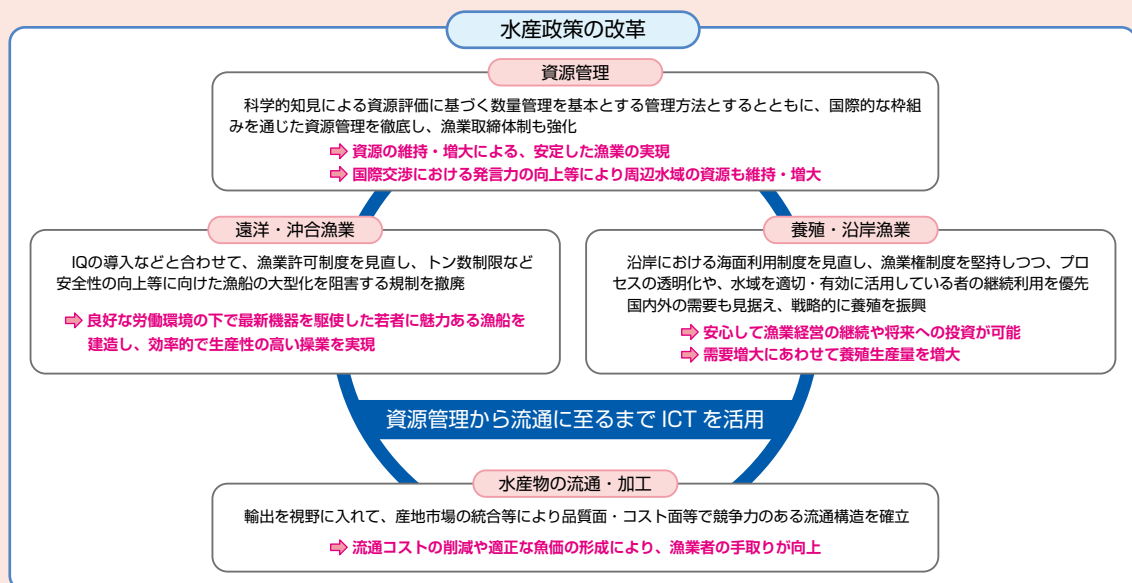 水産政策の改革
資源管理
科学的知見による資源評価に基づく数量管理を基本とする管理方法とするとともに、国際的な枠組
みを通じた資源管理を徹底し、漁業取締体制も強化
⇨ 資源の維持・増大による、安定した漁業の実現
⇨ 国際交渉における発言力の向上等により周辺水域の資源も維持・増大
遠洋・沖合漁業
IQの導入などと合わせて、漁業許可制度を見直し、トン数制限など
安全性の向上等に向けた漁船の大型化を阻害する規制を撤廃
⇨ 良好な労働環境の下で最新機器を駆使した若者に魅力ある漁船を
建造し、効率的で生産性の高い操業を実現
養殖・沿岸漁業
沿岸における海面利用制度を見直し、漁業権制度を堅持しつつ、プロ
セスの透明化や、水域を適切・有効に活用している者の継続利用を優先
国内外の需要も見据え、戦略的に養殖を振興
⇨ 安心して漁業経営の継続や将来への投資が可能
⇨ 需要増大にあわせて養殖生産量を増大
資源管理から流通に至るまで ICT を活用
水産物の流通・加工
輸出を視野に入れて、産地市場の統合等により品質面・コスト面等で競争力のある流通構造を確立
⇨ 流通コストの削減や適正な魚価の形成により、漁業者の手取りが向上